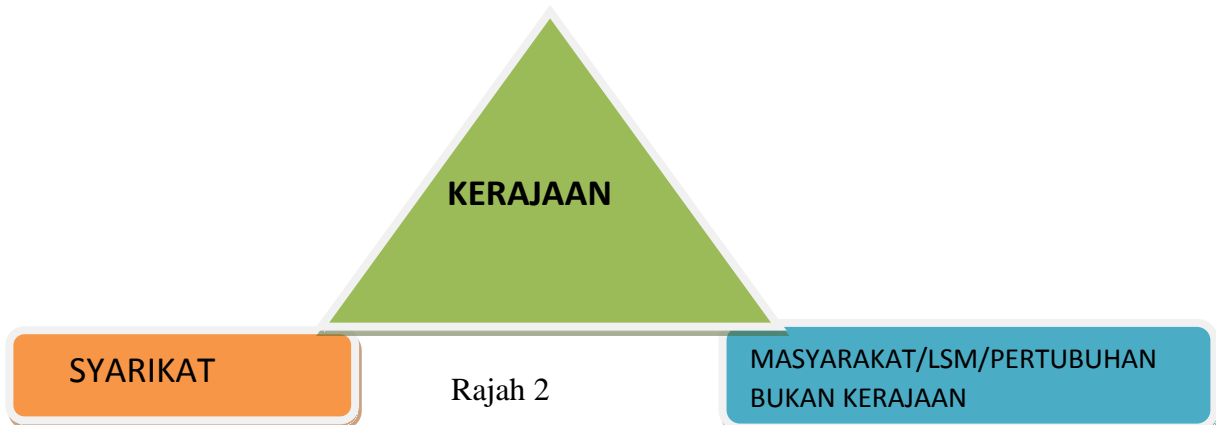 KERAJAAN
SYARIKAT
Rajah 2
MASYARAKAT/LSM/PERTUBUHAN
BUKAN KERAJAAN